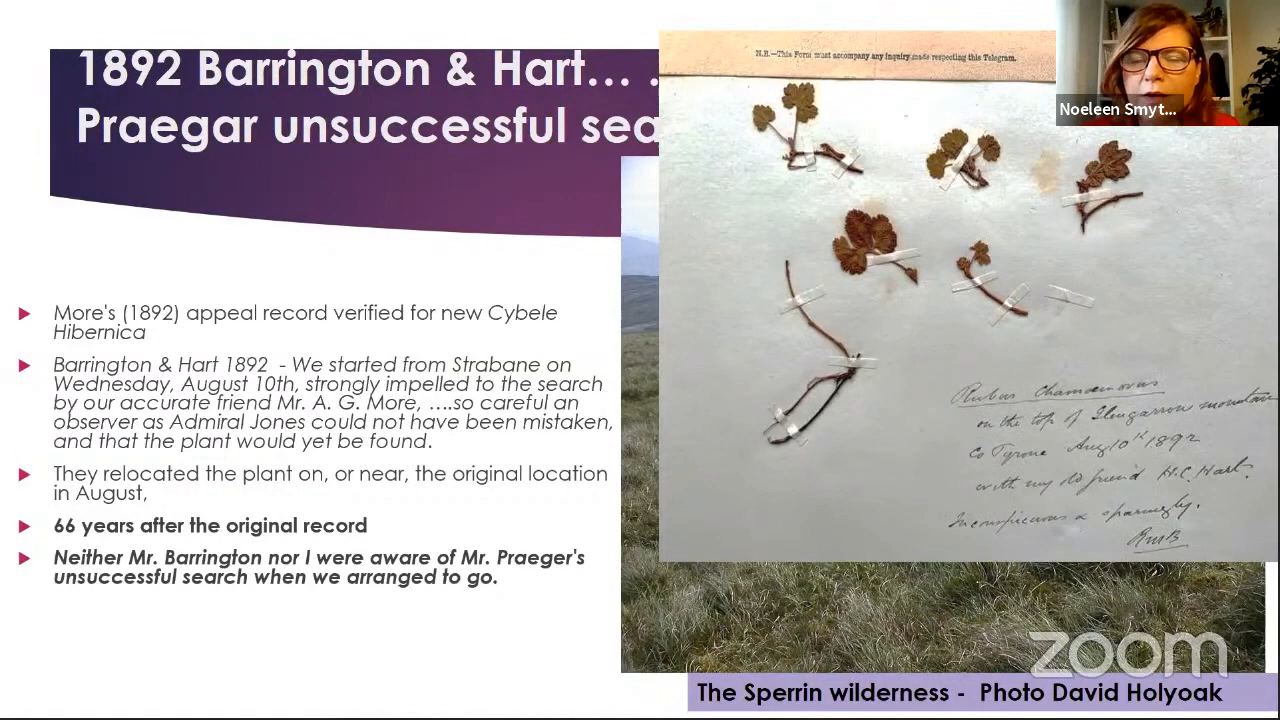 1892 Barrington & Hart… .
Praegar unsuccessful sea
N.B.—This Form must accompany any inquiry made respecting this Telegram.
Noeleen Smyt...
More's (1892) appeal record verified for new Cybele
Hibernica
Barrington & Hart 1892 - We started from Strabane on
Wednesday, August 10th, strongly impelled to the search
by our accurate friend Mr. A. G. More, ….so careful an
observer as Admiral Jones could not have been mistaken,
and that the plant would yet be found.
They relocated the plant on, or near, the original location
in August,
66 years after the original record
Neither Mr. Barrington nor I were aware of Mr. Praeger's
unsuccessful search when we arranged to go.
Rubus Chamaemorus
on the top of Glengarrow mountain
Co Tyrone Aug 10th 1892
with my old friend H.C. Hart.
Inconspicuous & sparingly.
RMB
zoom
The Sperrin wilderness - Photo David Holyoak